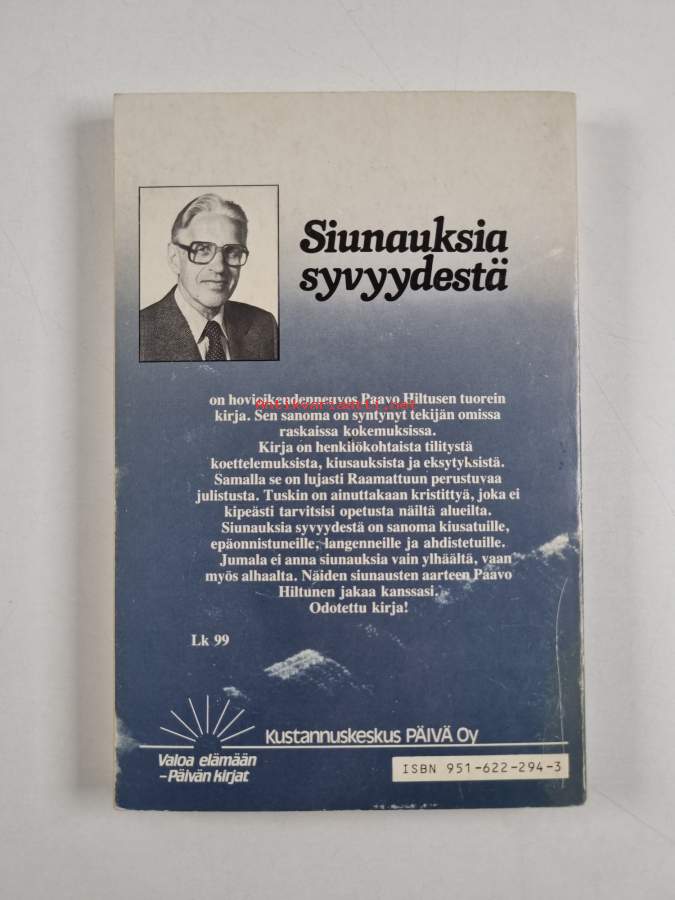 Siunauksia
syvyydestä
on hovioikeudenneuvos Paavo Hiltusen tuorein
Antikvariaatti.net
kirja. Sen sanoma on syntynyt tekijän omissa
raskaissa kokemuksissa.
Kirja on henkilökohtaista tilitystä
koettelemuksista, kiusauksista ja eksytyksistä.
Samalla se on lujasti Raamattuun perustuvaa
julistusta. Tuskin on ainuttakaan kristittyä, joka ei
kipeästi tarvitsisi opetusta näiltä alueilta.
Siunauksia syvyydestä on sanoma kiusatuille,
epäonnistuneille, langenneille ja ahdistetuille.
Jumala ei anna siunauksia vain ylhäältä, vaan
myös alhaalta. Näiden siunausten aarteen Paavo
Hiltunen jakaa kanssasi.
Odotettu kirja!
Lk 99
Kustannuskeskus PÄIVÄ Oy
Valoa elämään
–Päivän kirjat
ISBN 951-622-294-3